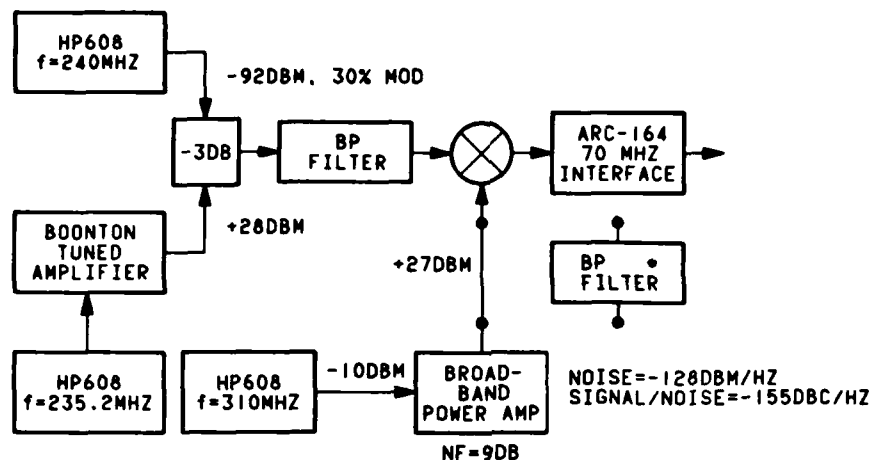 HP608
f=240MHZ
-92DBM, 30% MOD
-3DB
BP
FILTER
ARC-164
70 MHZ
INTERFACE
BOONTON
TUNED
AMPLIFIER
+28DBM
+27DBM
BP *
FILTER
HP608
f=235.2MHZ
HP608
f=310MHZ
-10DBM
BROAD-
BAND
POWER AMP
NF=9DB
NOISE=-128DBM/HZ
SIGNAL/NOISE=-155DBC/HZ